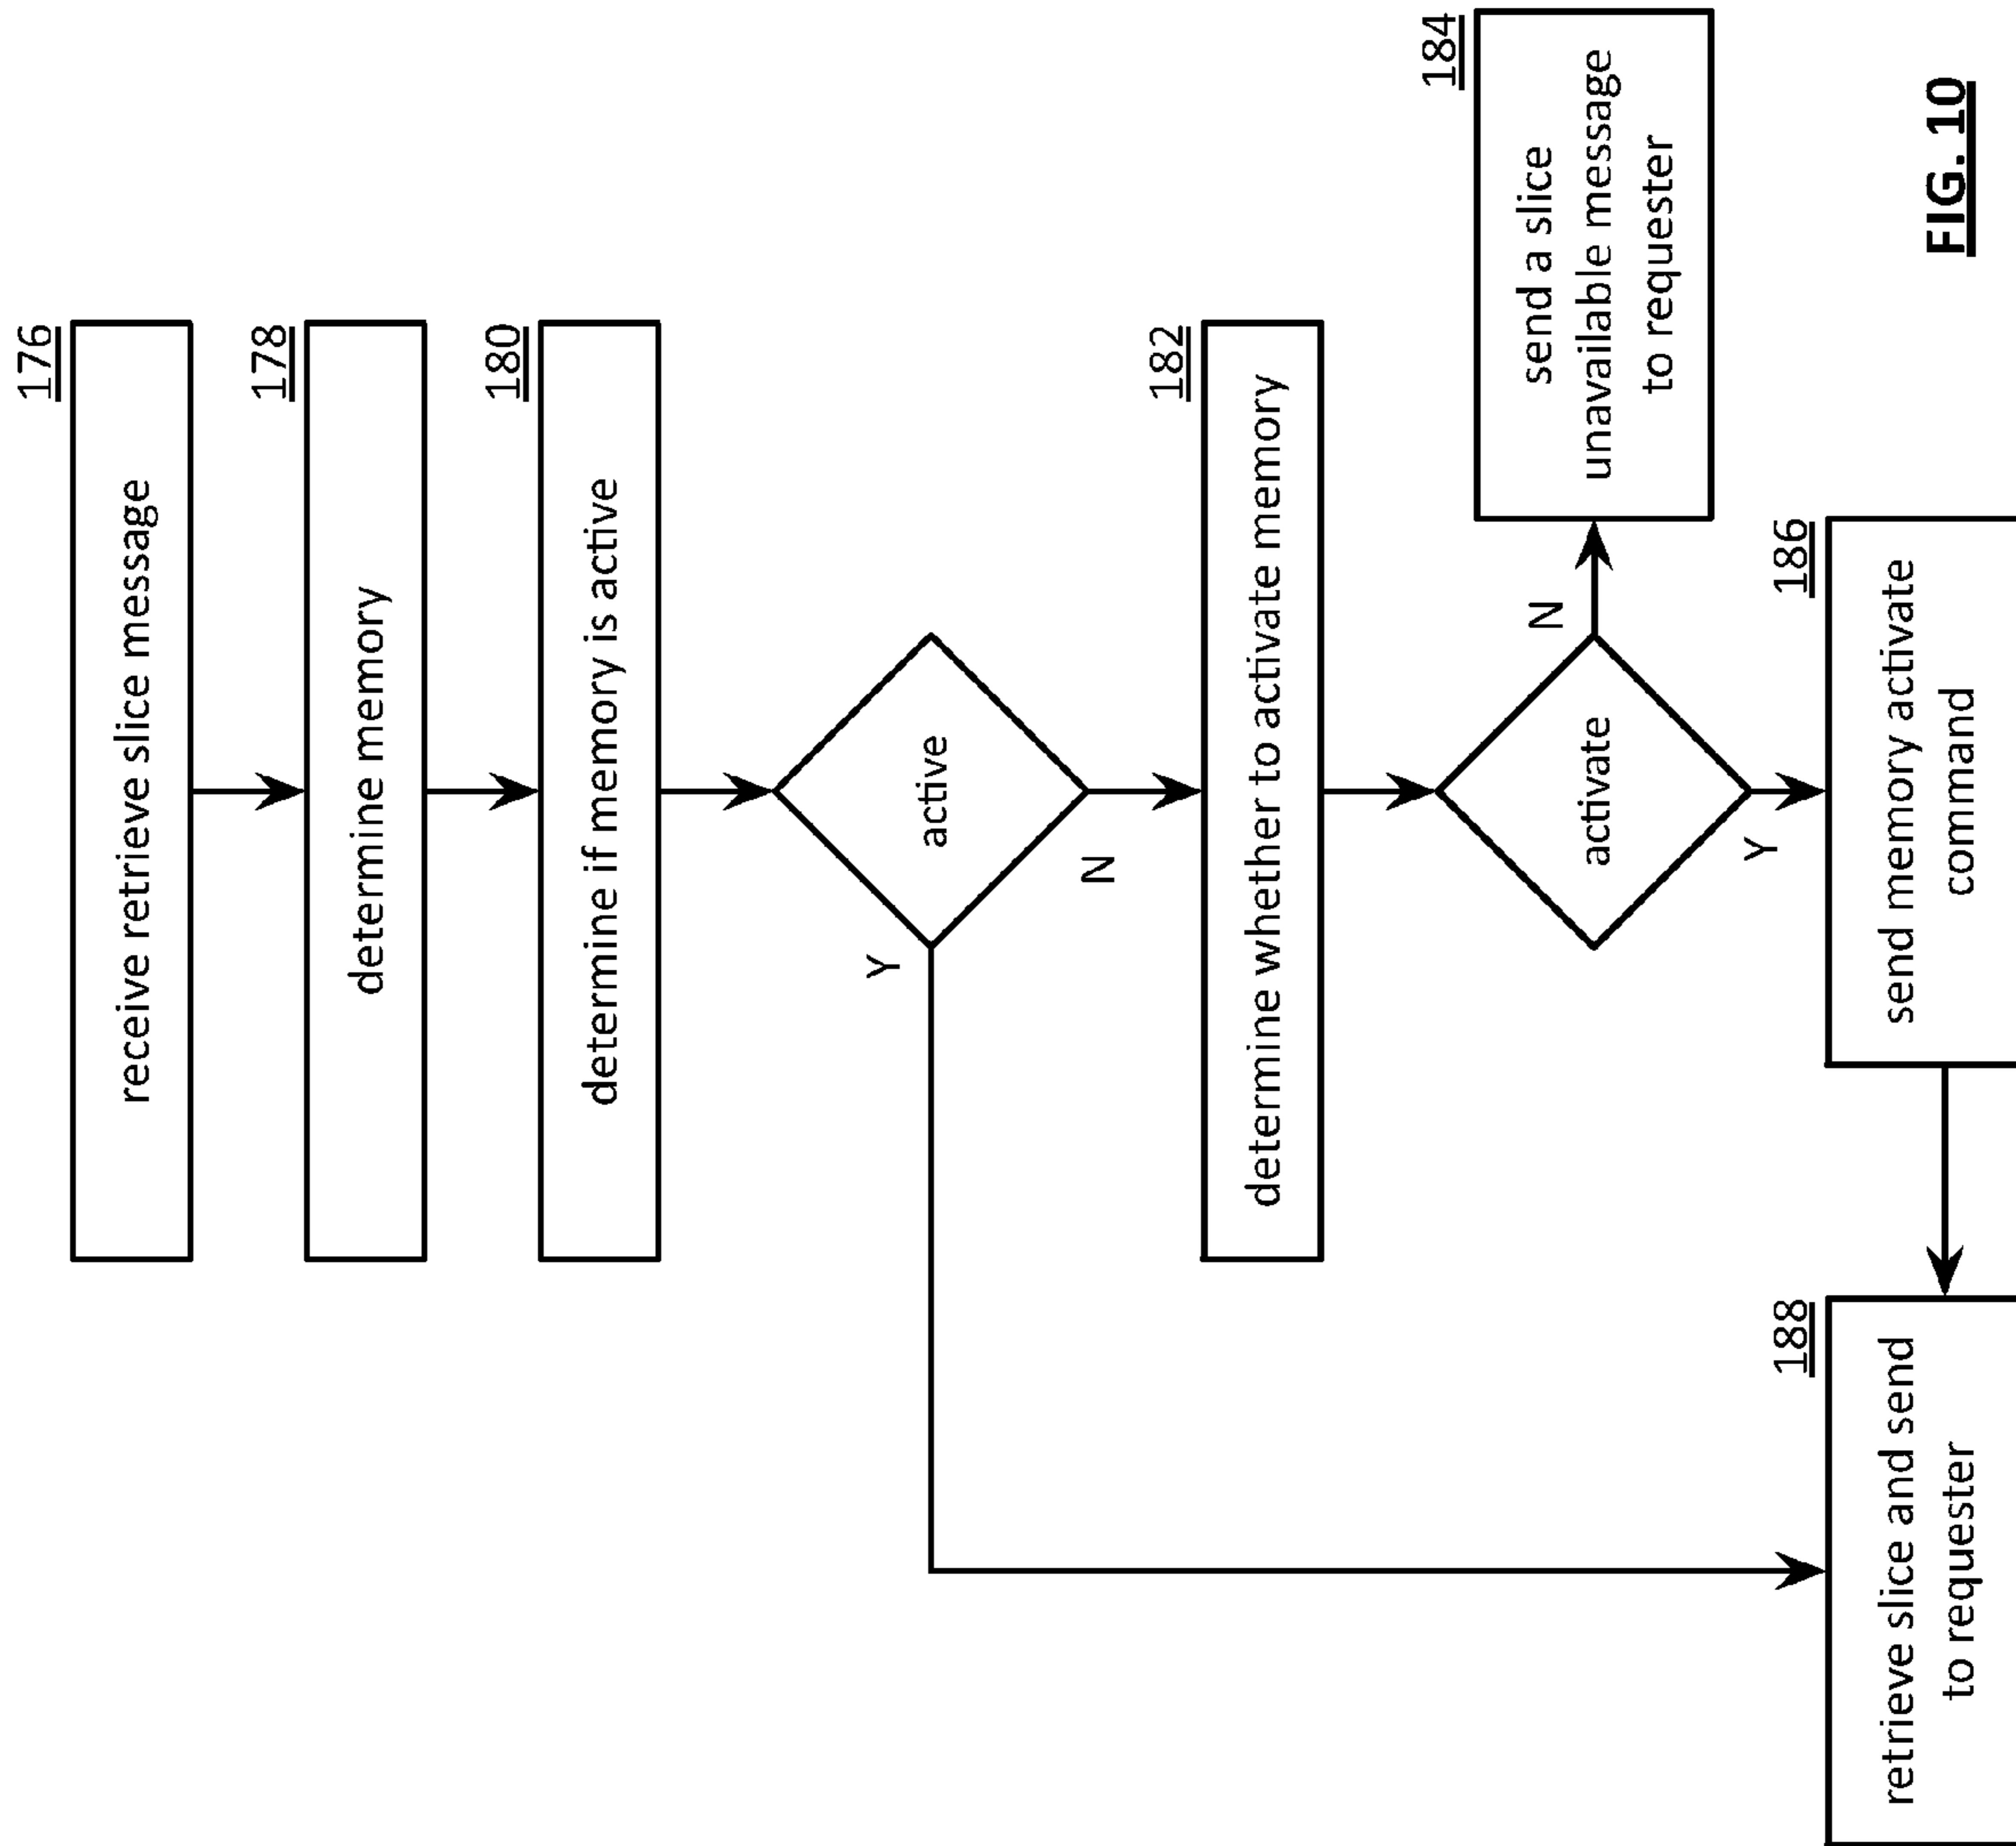 176
receive retrieve slice message
178
determine memory
180
determine if memory is active
active
Y
N
182
determine whether to activate memory
activate
N
Y
184
send a slice
unavailable message
to requester
186
send memory activate
command
188
retrieve slice and send
to requester
FIG. 10